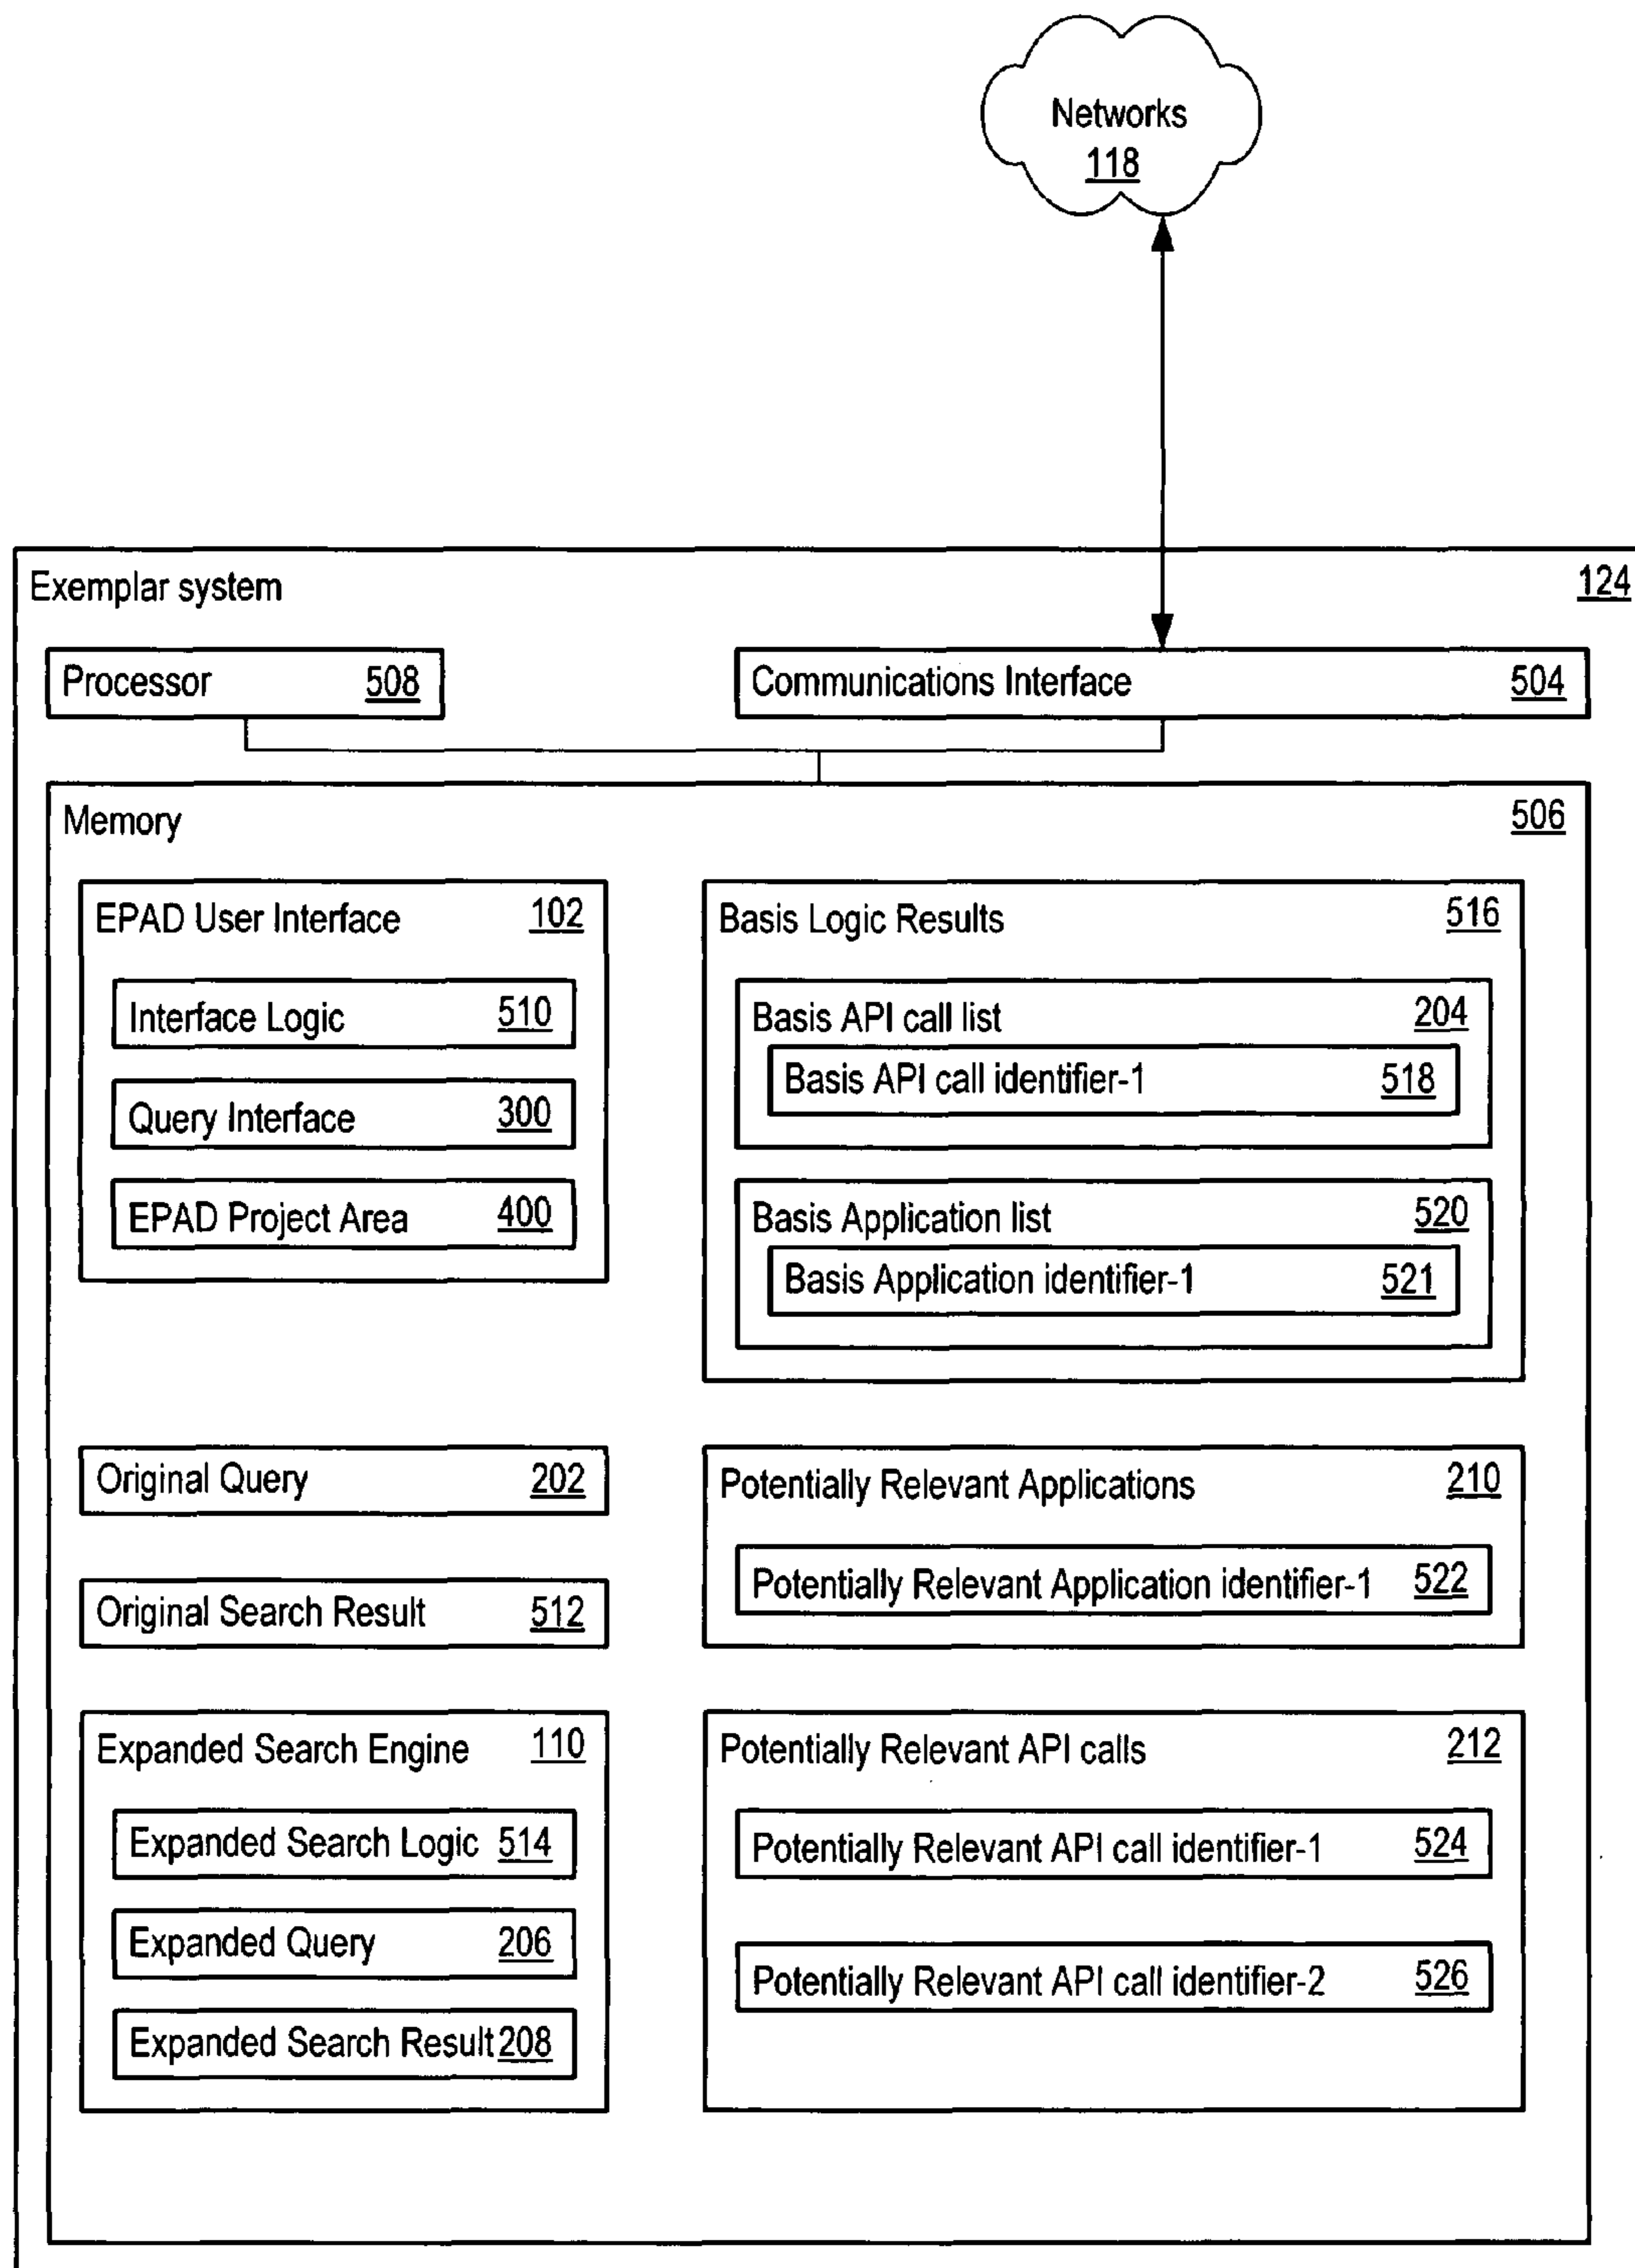 Networks
118
Exemplar system 124
Processor 508
Communications Interface 504
Memory 506
EPAD User Interface 102
Interface Logic 510
Query Interface 300
EPAD Project Area 400
Basis Logic Results 516
Basis API call list 204
Basis API call identifier-1 518
Basis Application list 520
Basis Application identifier-1 521
Original Query 202
Original Search Result 512
Potentially Relevant Applications 210
Potentially Relevant Application identifier-1 522
Expanded Search Engine 110
Expanded Search Logic 514
Expanded Query 206
Expanded Search Result 208
Potentially Relevant API calls 212
Potentially Relevant API call identifier-1 524
Potentially Relevant API call identifier-2 526